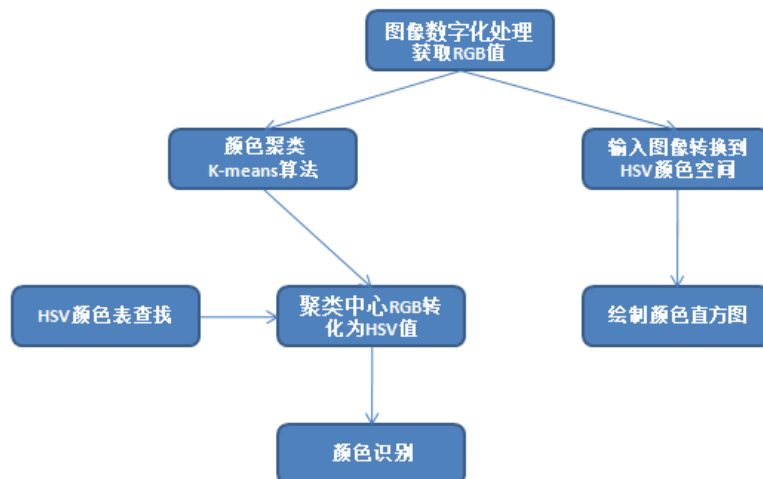 图像数字化处理
获取RGB值
颜色聚类
K-means算法
输入图像转换到
HSV颜色空间
HSV颜色表查找
聚类中心RGB转
化为HSV值
绘制颜色直方图
颜色识别